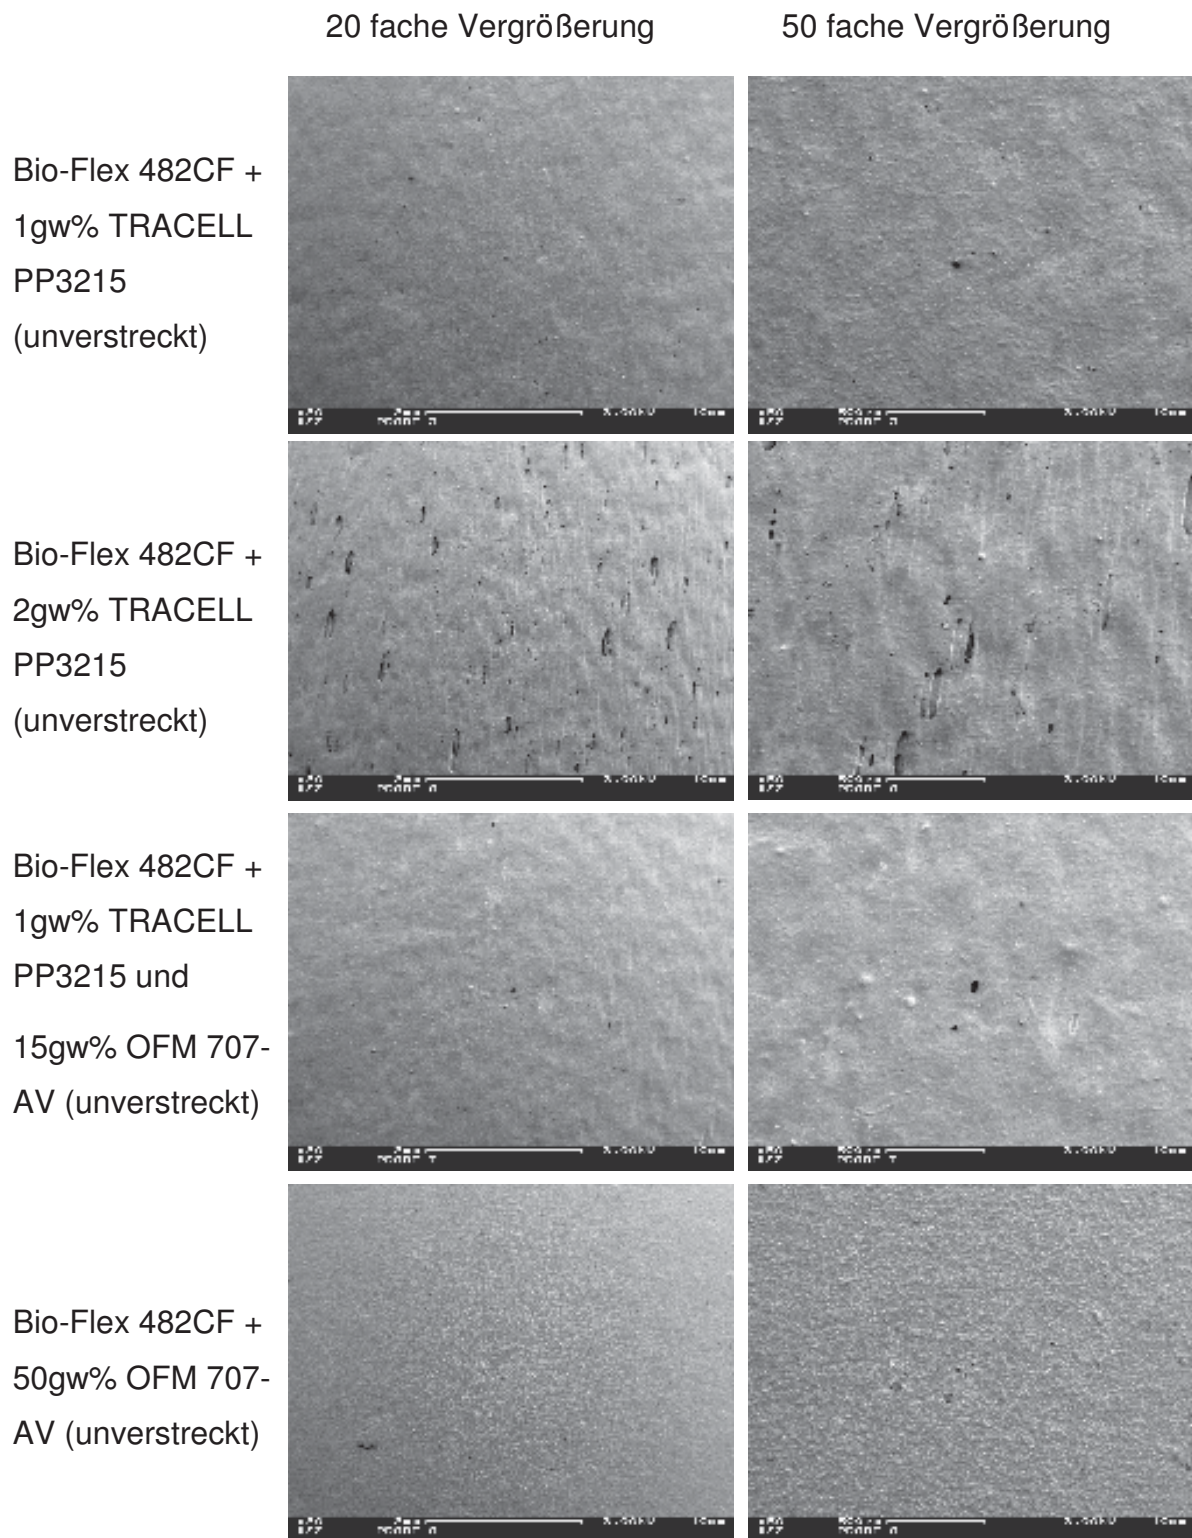 20 fache Vergrößerung
50 fache Vergrößerung
Bio-Flex 482CF +
1gw% TRACELL
PP3215
(unverstreckt)
Bio-Flex 482CF +
2gw% TRACELL
PP3215
(unverstreckt)
Bio-Flex 482CF +
1gw% TRACELL
PP3215 und
15gw% OFM 707-
AV (unverstreckt)
Bio-Flex 482CF +
50gw% OFM 707-
AV (unverstreckt)